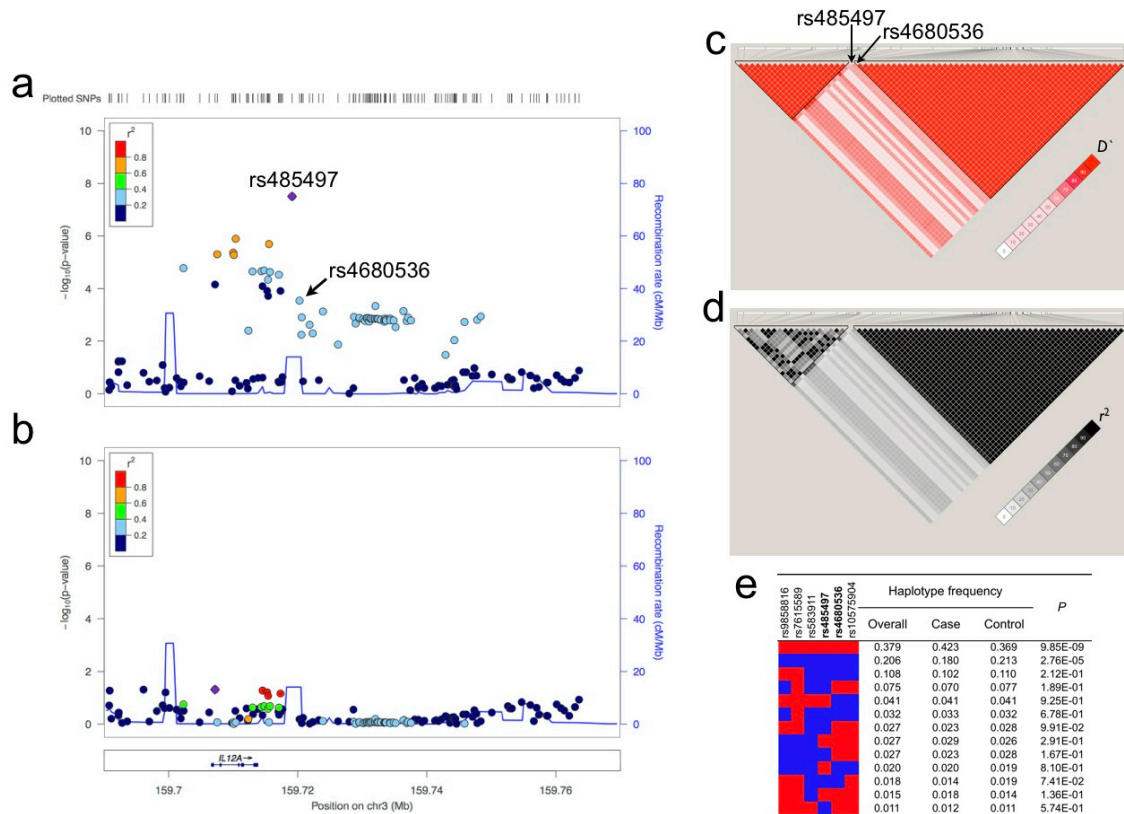 a
Plotted SNPs
r²
0.8
0.6
0.4
0.2
rs485497
rs4680536
10
8
6
4
2
0
−log10(p-value)
100
80
60
40
20
0
Recombination rate (cM/Mb)
b
r²
0.8
0.6
0.4
0.2
10
8
6
4
2
0
−log10(p-value)
100
80
60
40
20
0
Recombination rate (cM/Mb)
IL12A→
159.7
159.72
159.74
159.76
Position on chr3 (Mb)
c
rs485497
rs4680536
D`
d
r²
e
rs9858816
rs7615589
rs583911
rs485497
rs4680536
rs10575904
Haplotype frequency
P
Overall Case Control
0.379 0.423 0.369 9.85E-09
0.206 0.180 0.213 2.76E-05
0.108 0.102 0.110 2.12E-01
0.075 0.070 0.077 1.89E-01
0.041 0.041 0.041 9.25E-01
0.032 0.033 0.032 6.78E-01
0.027 0.023 0.028 9.91E-02
0.027 0.029 0.026 2.91E-01
0.027 0.023 0.028 1.67E-01
0.020 0.020 0.019 8.10E-01
0.018 0.014 0.019 7.41E-02
0.015 0.018 0.014 1.36E-01
0.011 0.012 0.011 5.74E-01